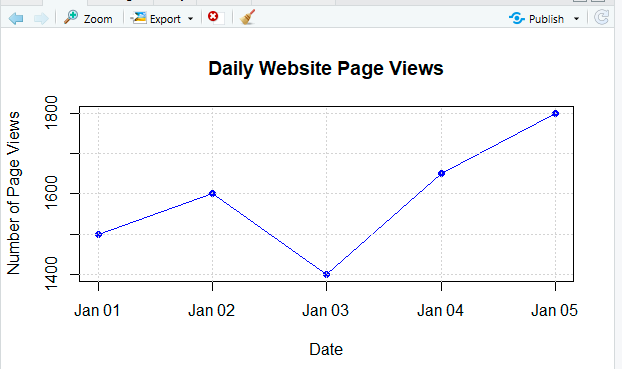 Zoom Export Publish
Daily Website Page Views
Number of Page Views
1800
1600
1400
Jan 01 Jan 02 Jan 03 Jan 04 Jan 05
Date